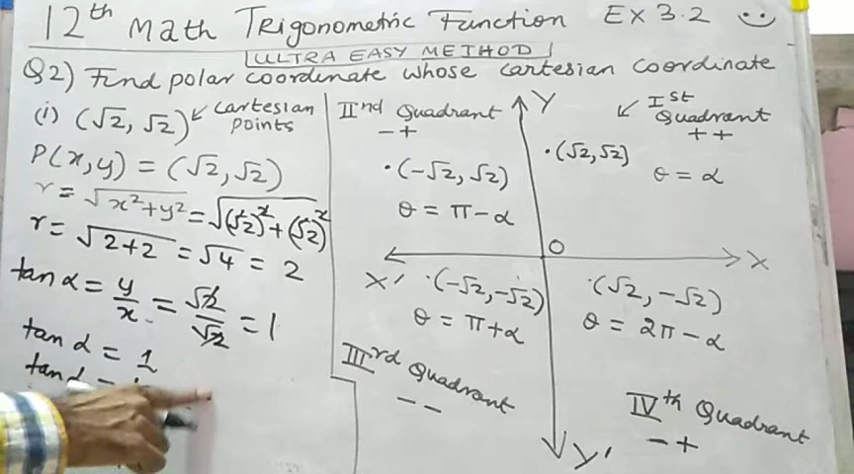 12th Math Trigonometric Function EX 3.2
ULTRA EASY METHOD
Q2) Find polar coordinate whose cartesian coordinate
(i) (√2, √2) ← cartesian points
P(x,y) = (√2, √2)
r = √x²+y² = √(√2)²+(√2)²
r = √2+2 = √4 = 2
tan α = y/x = √2/√2 = 1
tan α = 1
tan α =
IInd Quadrant
- +
·(-√2, √2)
θ = π-α
Y
Ist Quadrant
+ +
·(√2, √2)
θ = α
O
X
X'
·(-√2, -√2)
θ = π+α
IIIrd Quadrant
- -
·(√2, -√2)
θ = 2π-α
IVth Quadrant
- +
Y'